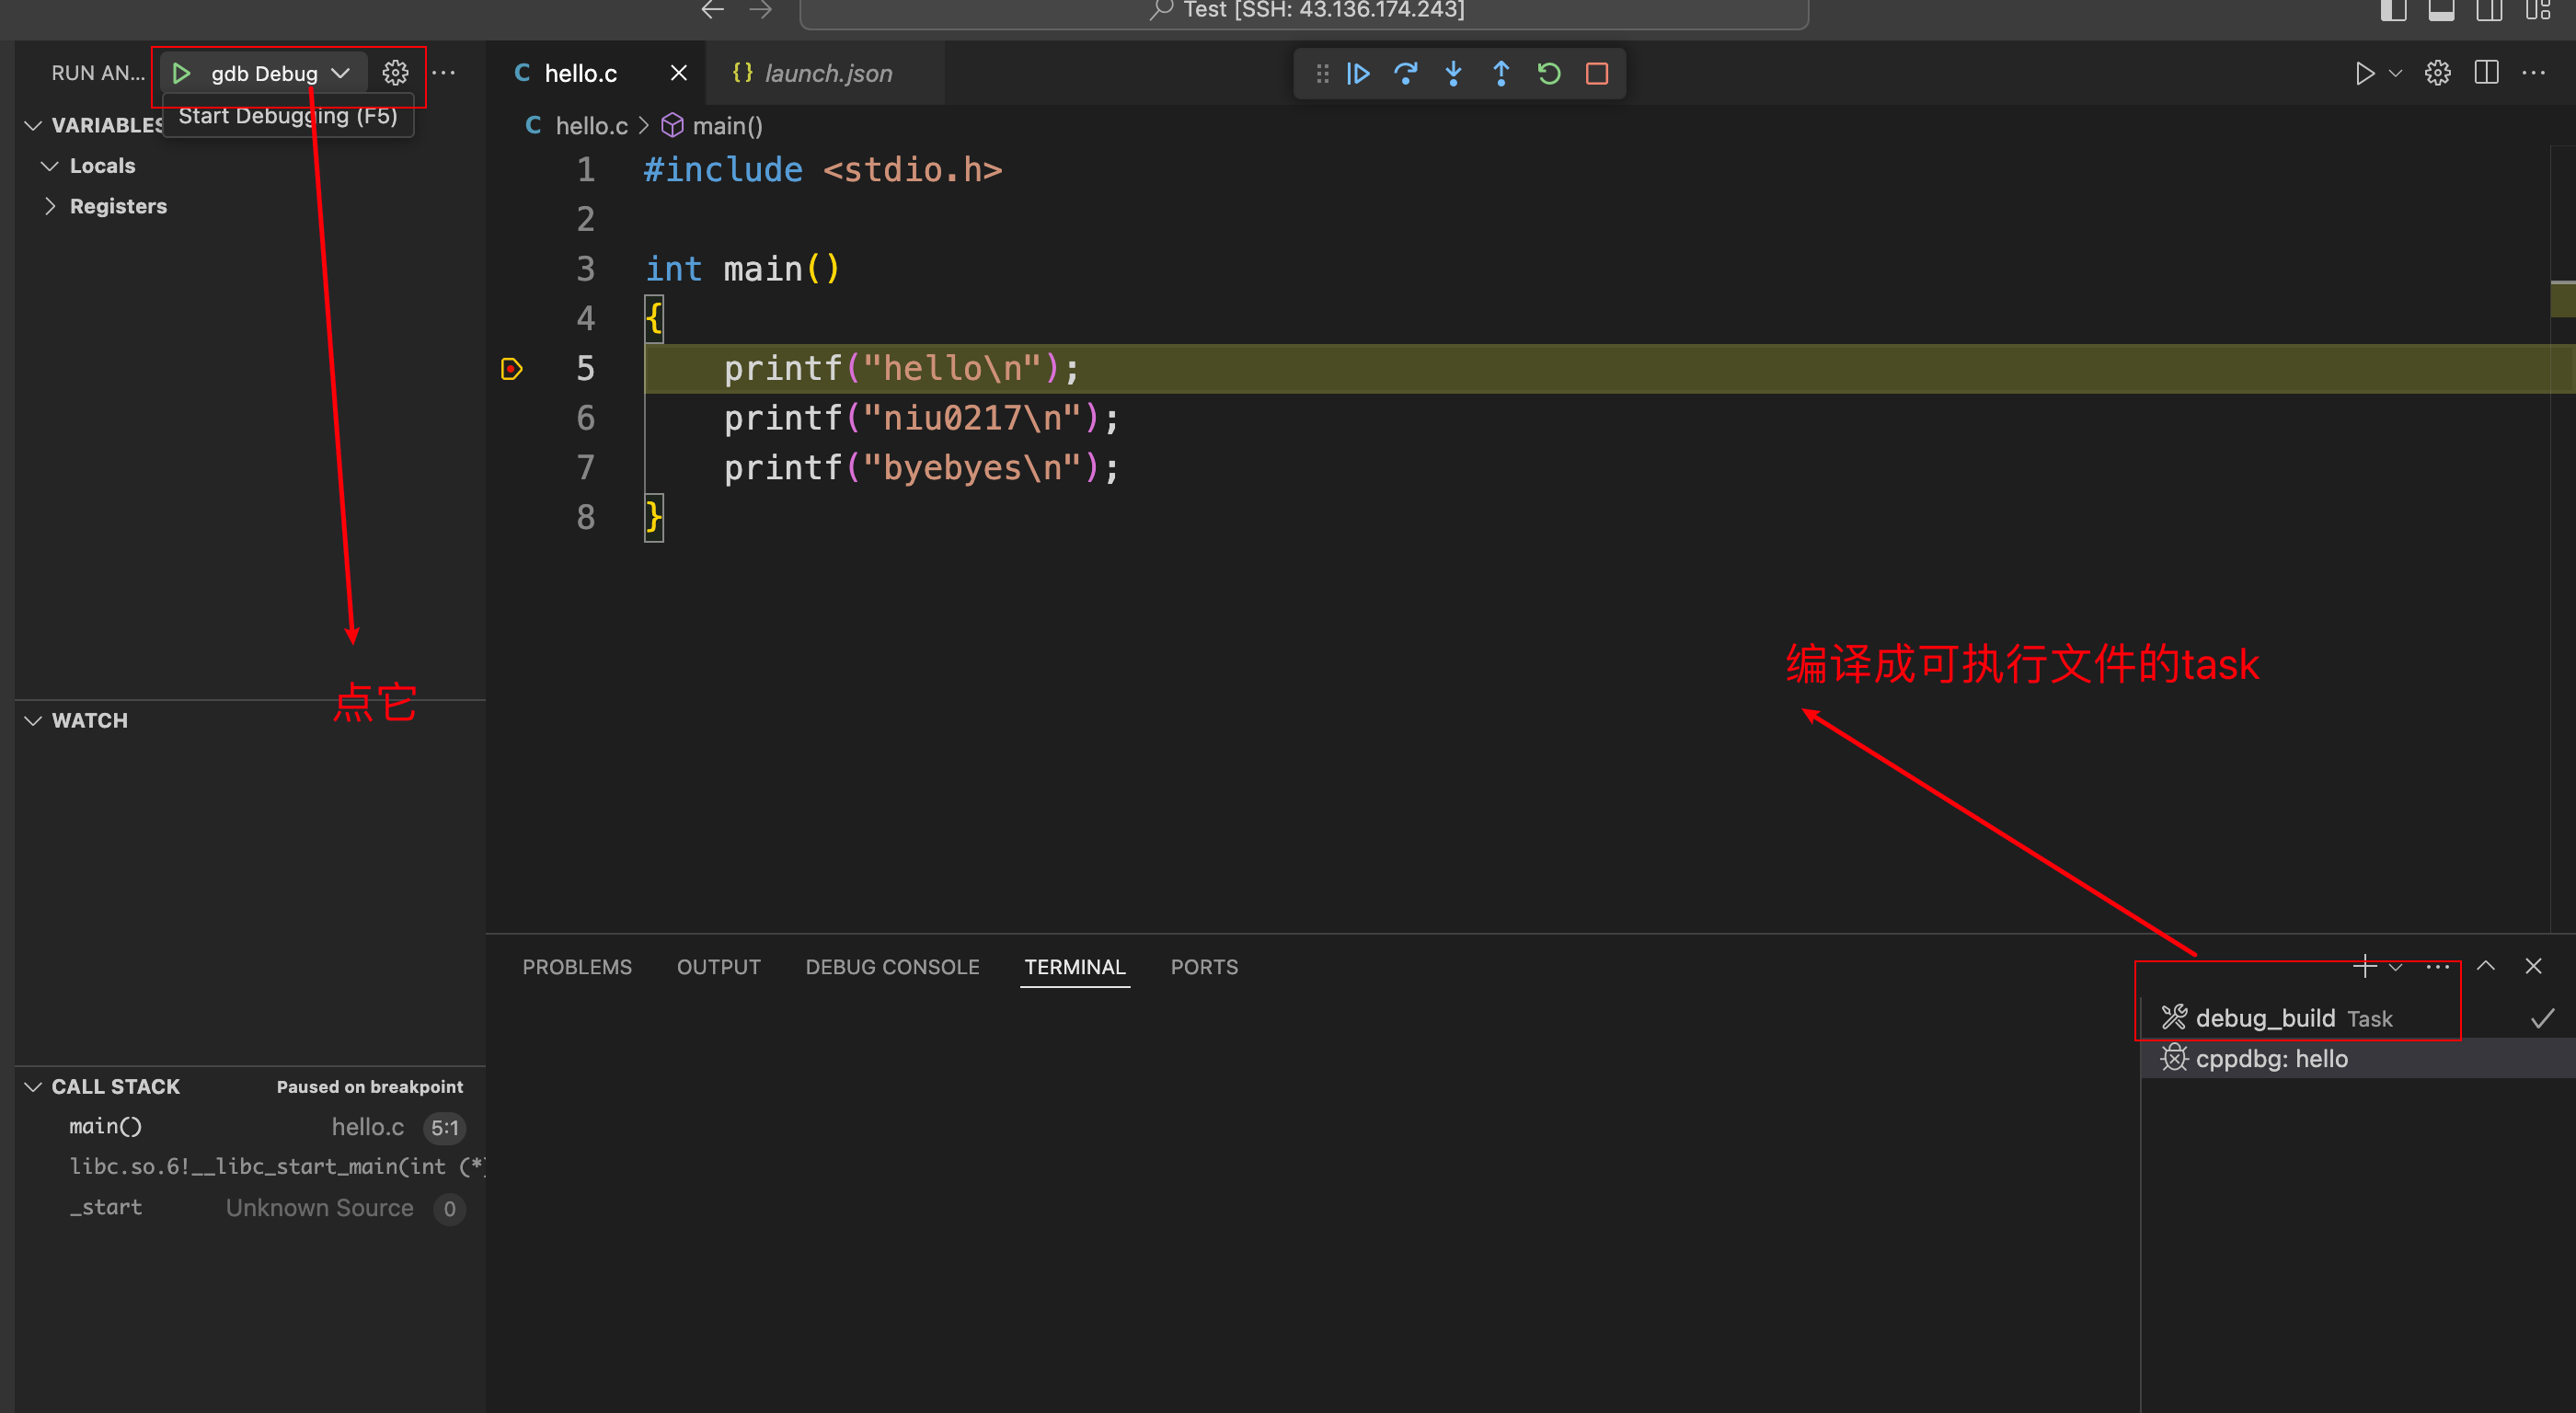 Test [SSH: 43.136.174.243]
RUN AN...
gdb Debug
hello.c
{} launch.json
Start Debugging (F5)
C hello.c > main()
VARIABLES
Locals
Registers
1 #include <stdio.h>
2
3 int main()
4 {
5 printf("hello\n");
6 printf("niu0217\n");
7 printf("byebyes\n");
8 }
点它
编译成可执行文件的task
WATCH
PROBLEMS OUTPUT DEBUG CONSOLE TERMINAL PORTS
debug_build Task
cppdbg: hello
CALL STACK Paused on breakpoint
main() hello.c 5:1
libc.so.6!__libc_start_main(int (*)
_start Unknown Source 0